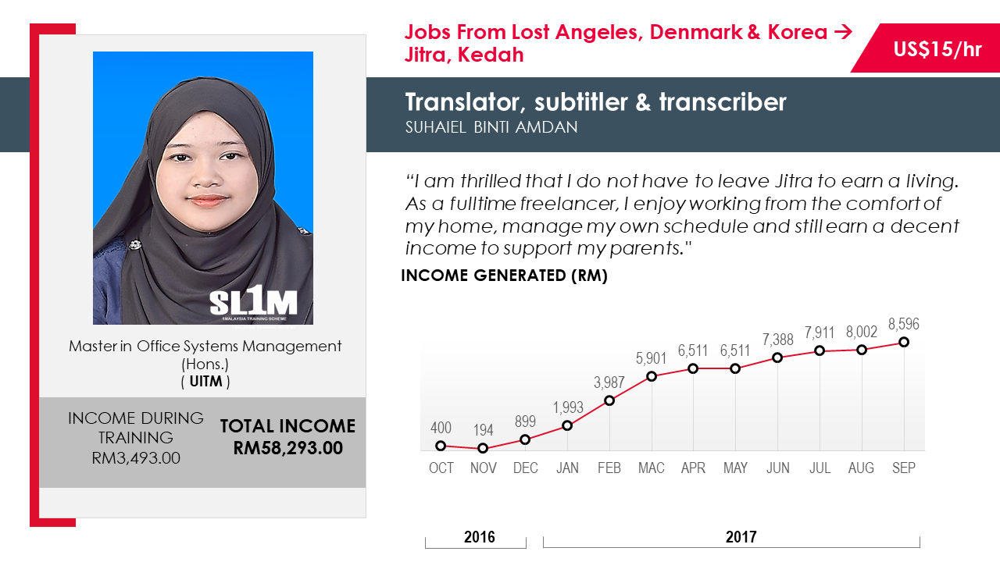 Jobs From Lost Angeles, Denmark & Korea →
Jitra, Kedah
US$15/hr
Translator, subtitler & transcriber
SUHAIEL BINTI AMDAN
“I am thrilled that I do not have to leave Jitra to earn a living.
As a fulltime freelancer, I enjoy working from the comfort of
my home, manage my own schedule and still earn a decent
income to support my parents."
SL1M
1MALAYSIA TRAINING SCHEME
Master in Office Systems Management
(Hons.)
( UITM )
INCOME DURING
TRAINING
RM3,493.00
TOTAL INCOME
RM58,293.00
INCOME GENERATED (RM)
400 194 899 1,993 3,987 5,901 6,511 6,511 7,388 7,911 8,002 8,596
OCT NOV DEC JAN FEB MAC APR MAY JUN JUL AUG SEP
2016 2017